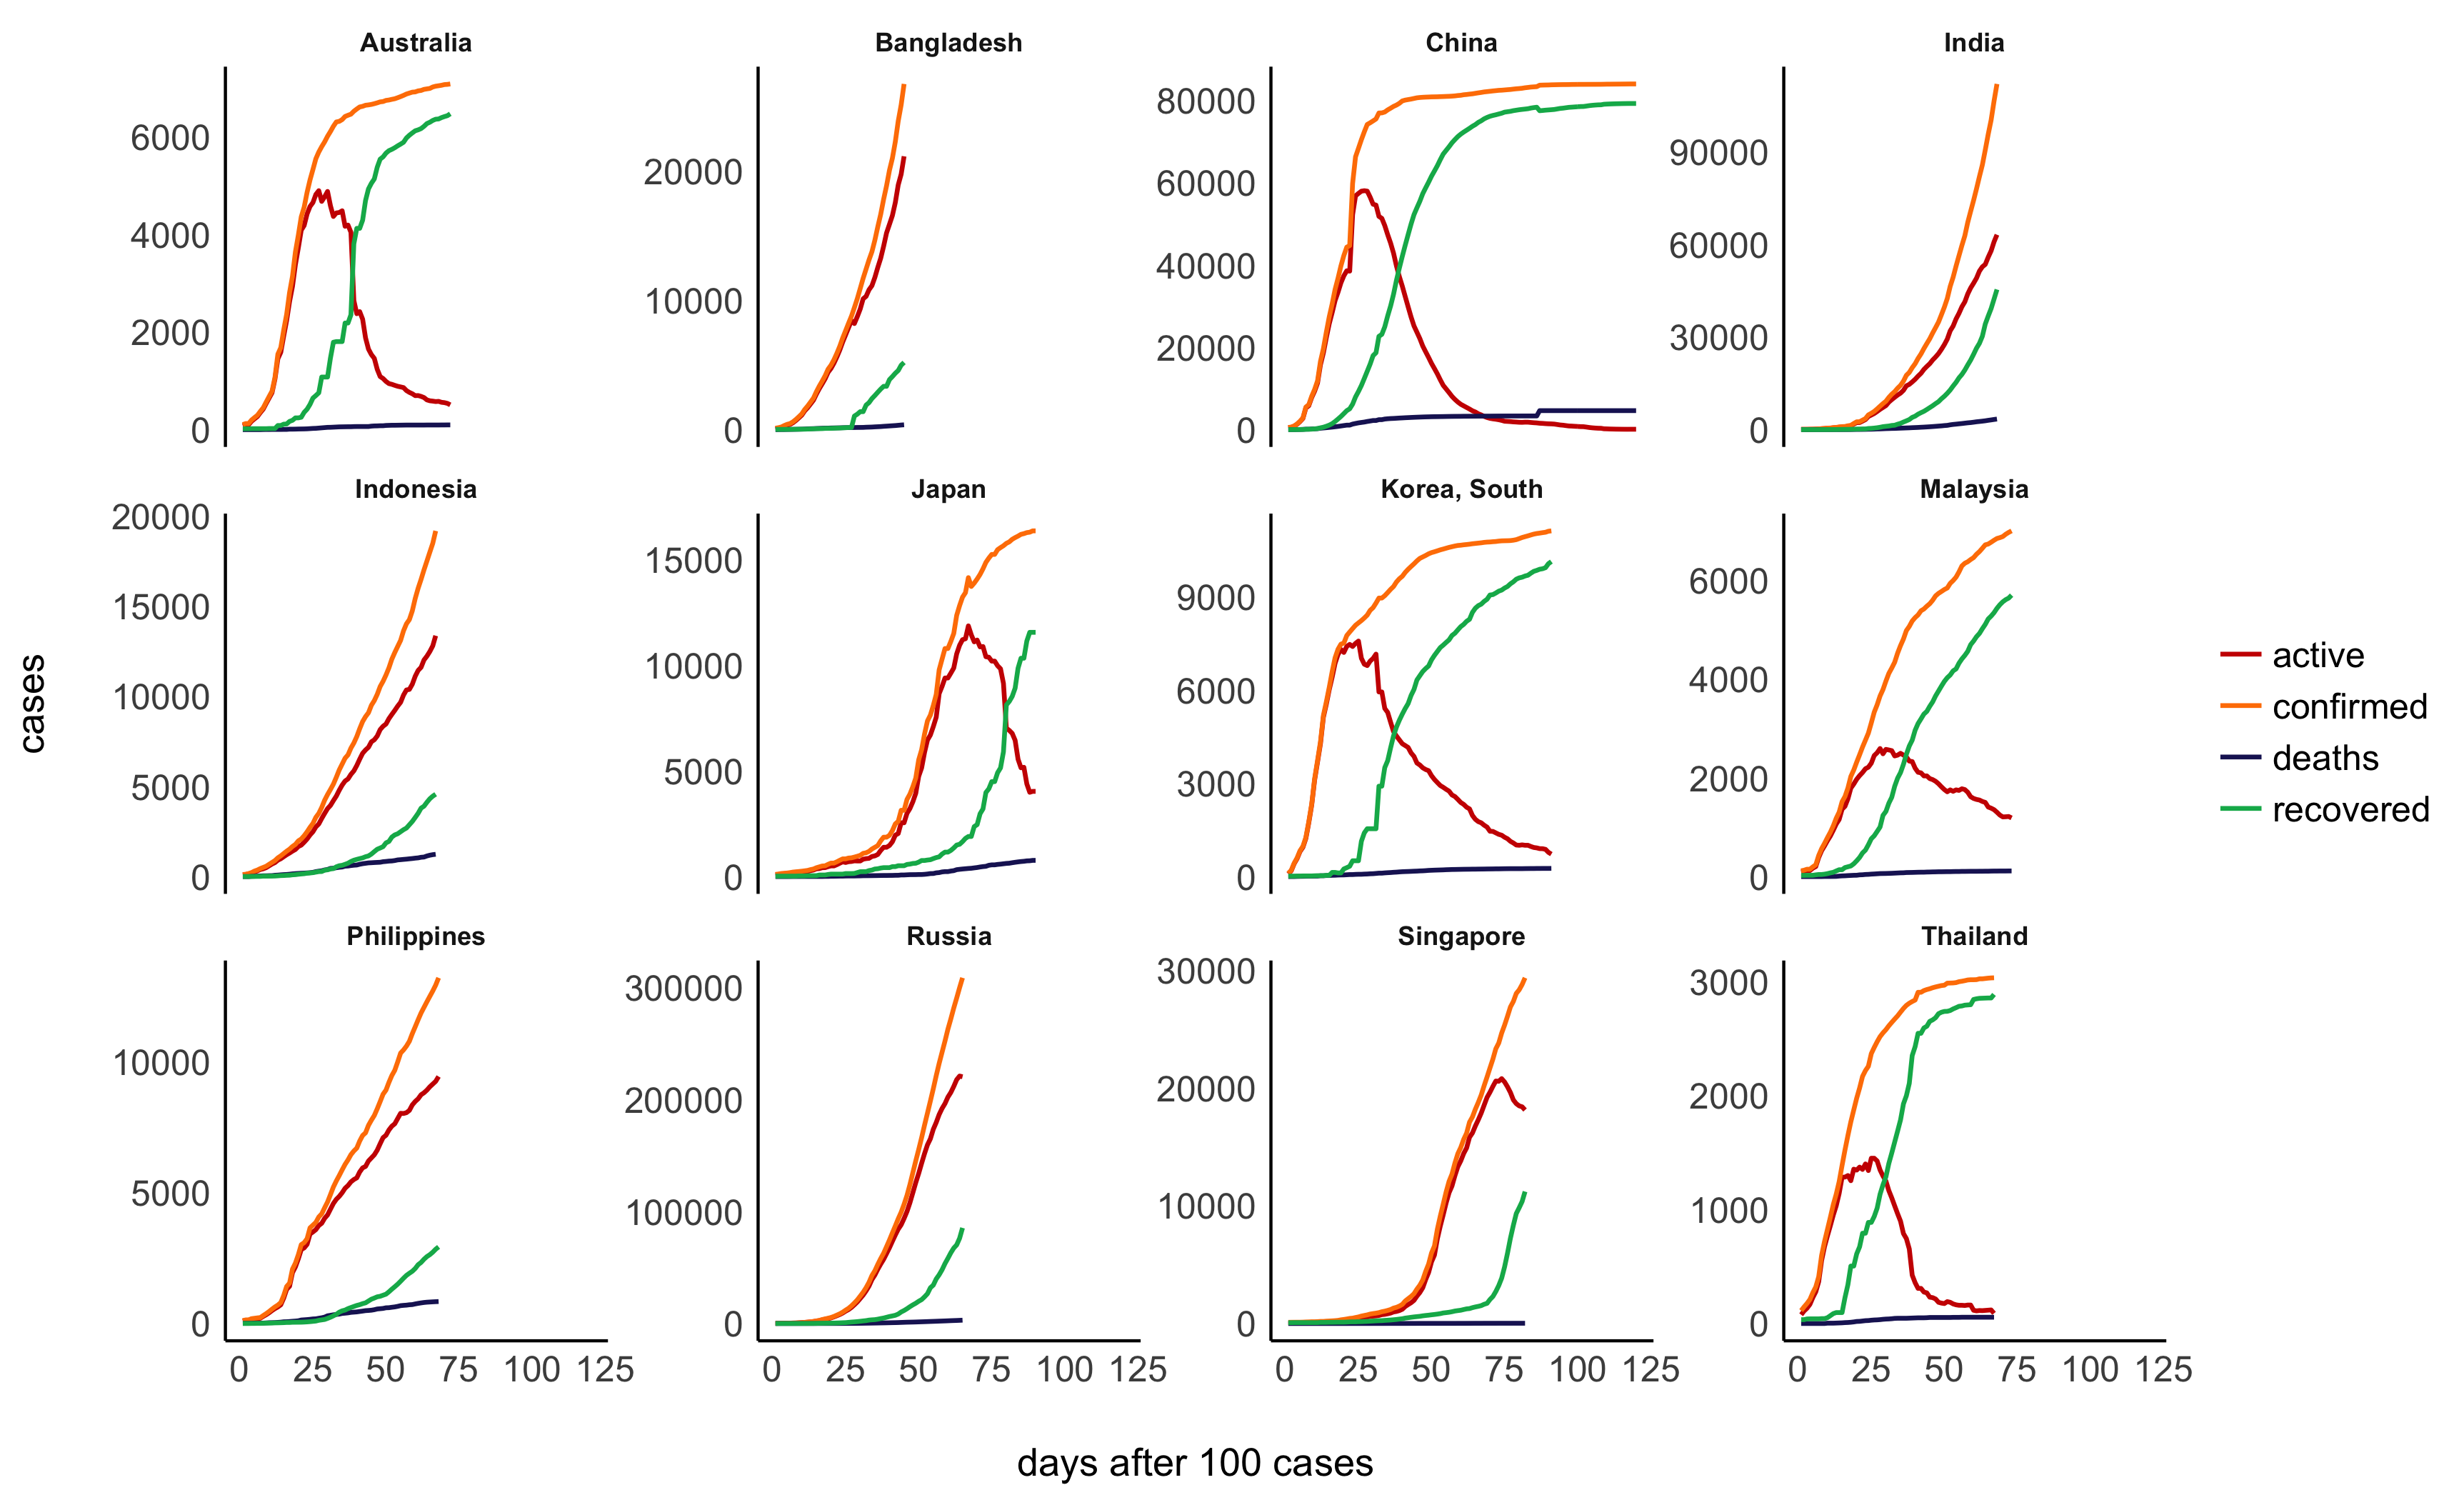 Australia
Bangladesh
China
India
6000
4000
2000
0
20000
10000
0
80000
60000
40000
20000
0
90000
60000
30000
0
Indonesia
Japan
Korea, South
Malaysia
20000
15000
10000
5000
0
15000
10000
5000
0
9000
6000
3000
0
6000
4000
2000
0
Philippines
Russia
Singapore
Thailand
10000
5000
0
300000
200000
100000
0
30000
20000
10000
0
3000
2000
1000
0
0 25 50 75 100 125
0 25 50 75 100 125
0 25 50 75 100 125
0 25 50 75 100 125
cases
days after 100 cases
active
confirmed
deaths
recovered